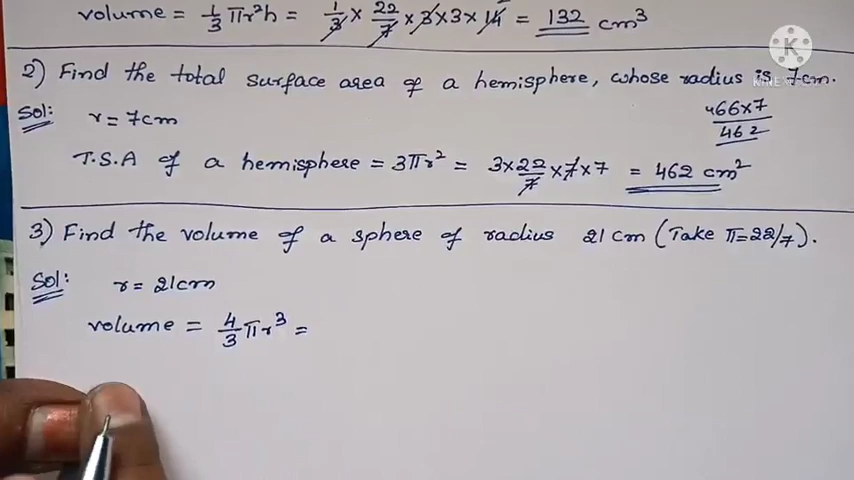 volume = 1/3 πr²h = 1/3 × 22/7 × 3 × 3 × 14 = 132 cm³
K
KINEMASTER
2) Find the total surface area of a hemisphere, whose radius is 7cm.
Sol: r = 7cm
66×7
462
T.S.A of a hemisphere = 3πr² = 3×22/7×7×7 = 462 cm²
3) Find the volume of a sphere of radius 21 cm (Take π=22/7).
Sol: r = 21cm
volume = 4/3 πr³ =